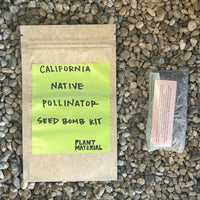 CALIFORNIA
NATIVE
POLLINATOR
SEED BOMB KIT
PLANT
MATERIAL